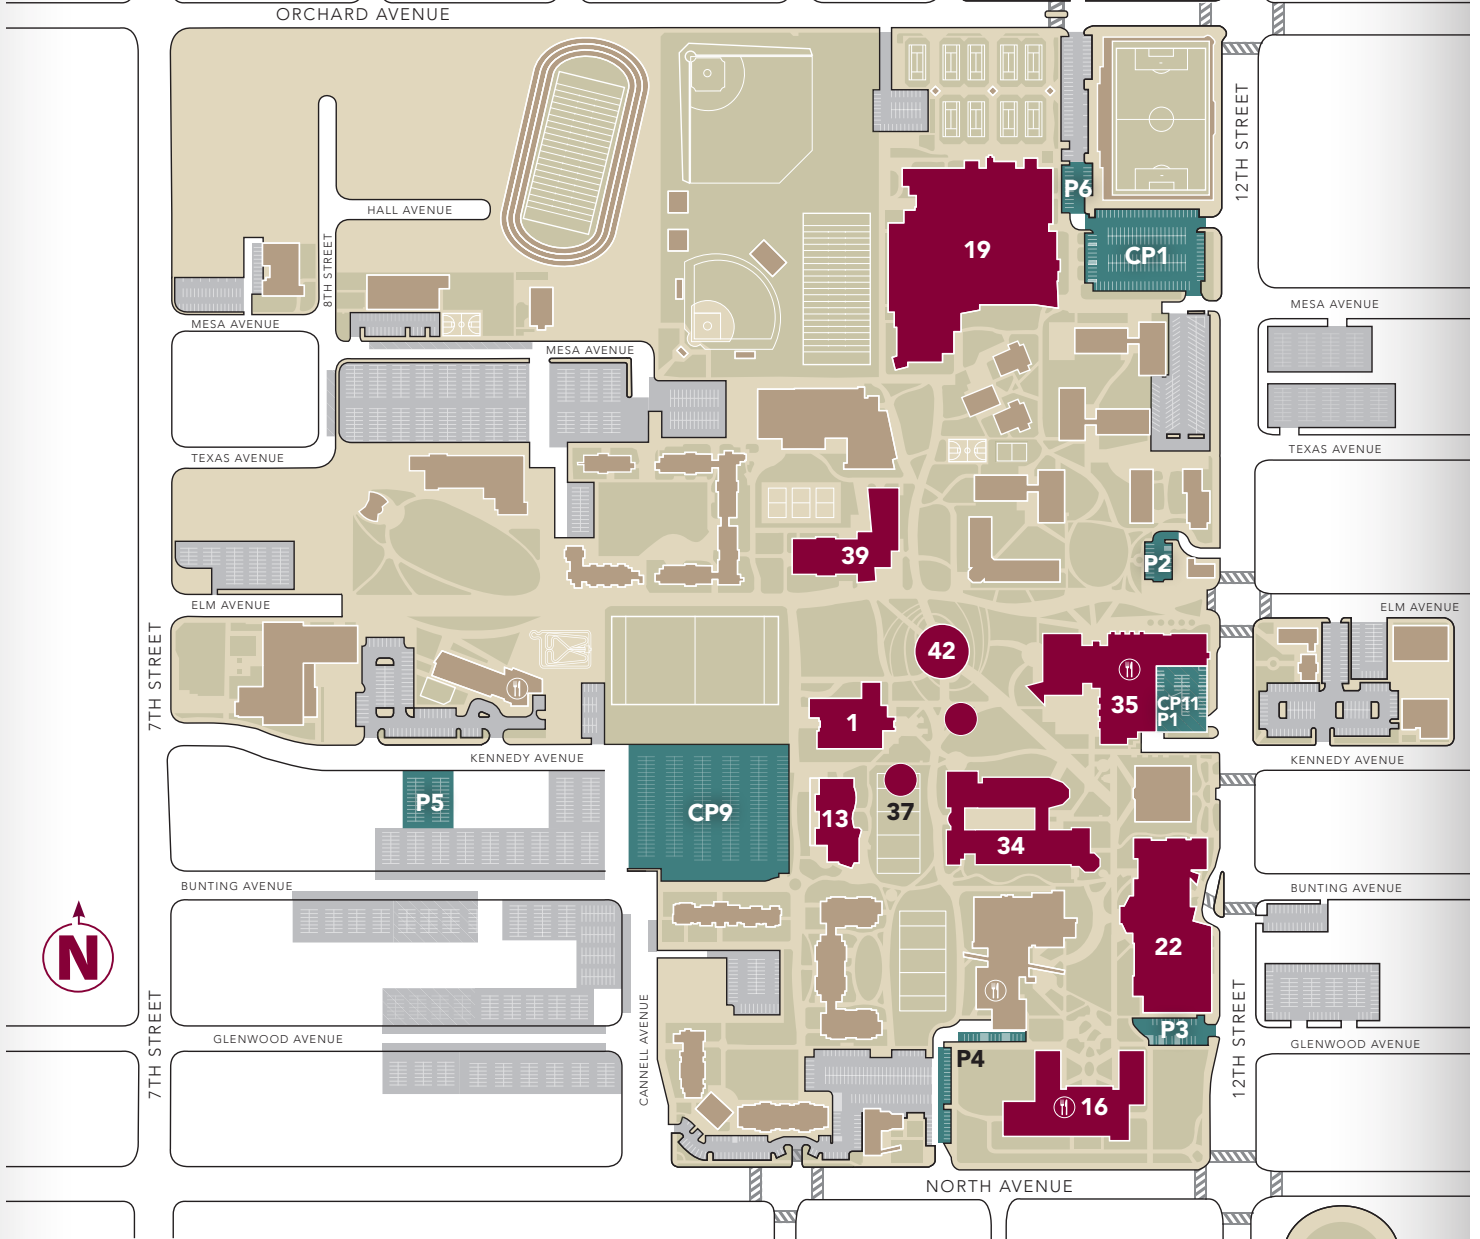 ORCHARD AVENUE
12TH STREET
P6
HALL AVENUE
8TH STREET
19
CP1
MESA AVENUE
MESA AVENUE
MESA AVENUE
TEXAS AVENUE
TEXAS AVENUE
39
P2
ELM AVENUE
ELM AVENUE
7TH STREET
42
35
CP11
P1
1
KENNEDY AVENUE
KENNEDY AVENUE
P5
CP9
13
37
34
BUNTING AVENUE
BUNTING AVENUE
N
22
7TH STREET
CANNELL AVENUE
12TH STREET
GLENWOOD AVENUE
P3
GLENWOOD AVENUE
P4
16
NORTH AVENUE